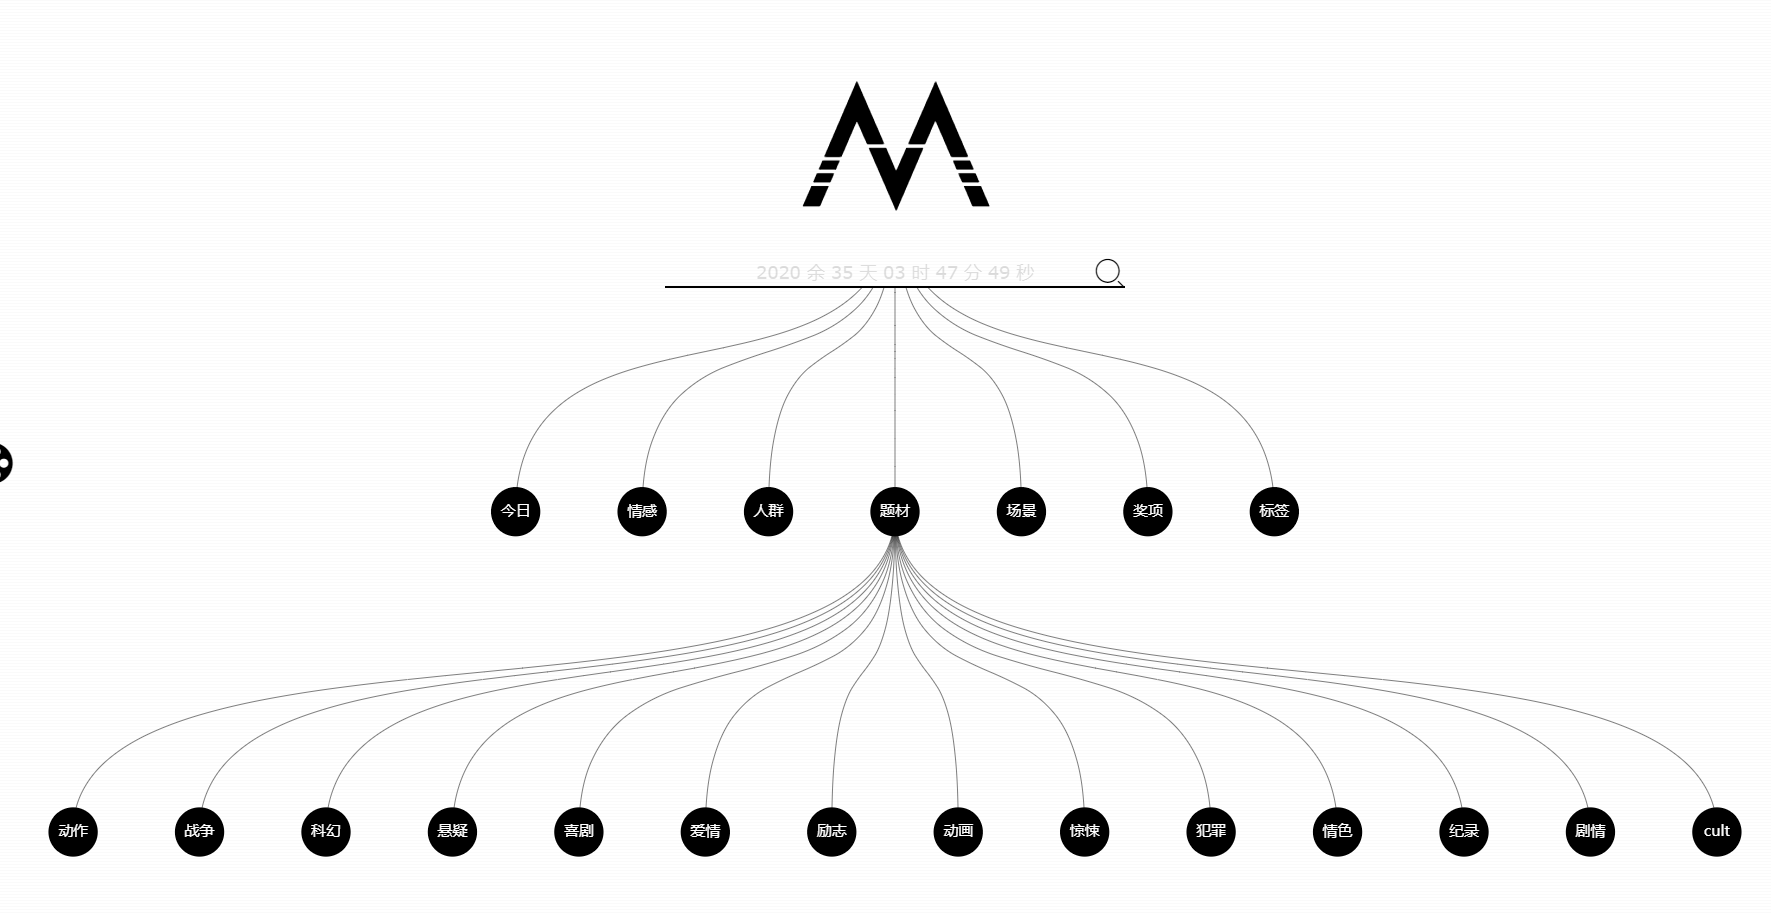 2020 余 35 天 03 时 47 分 49 秒
今日 情感 人群 题材 场景 奖项 标签
动作 战争 科幻 悬疑 喜剧 爱情 励志 动画 惊悚 犯罪 情色 纪录 剧情 cult